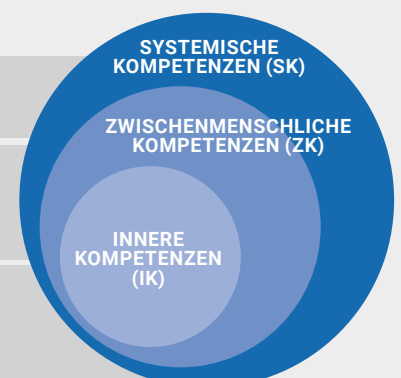 SYSTEMISCHE
KOMPETENZEN (SK)
ZWISCHENMENSCHLICHE
KOMPETENZEN (ZK)
INNERE
KOMPETENZEN
(IK)